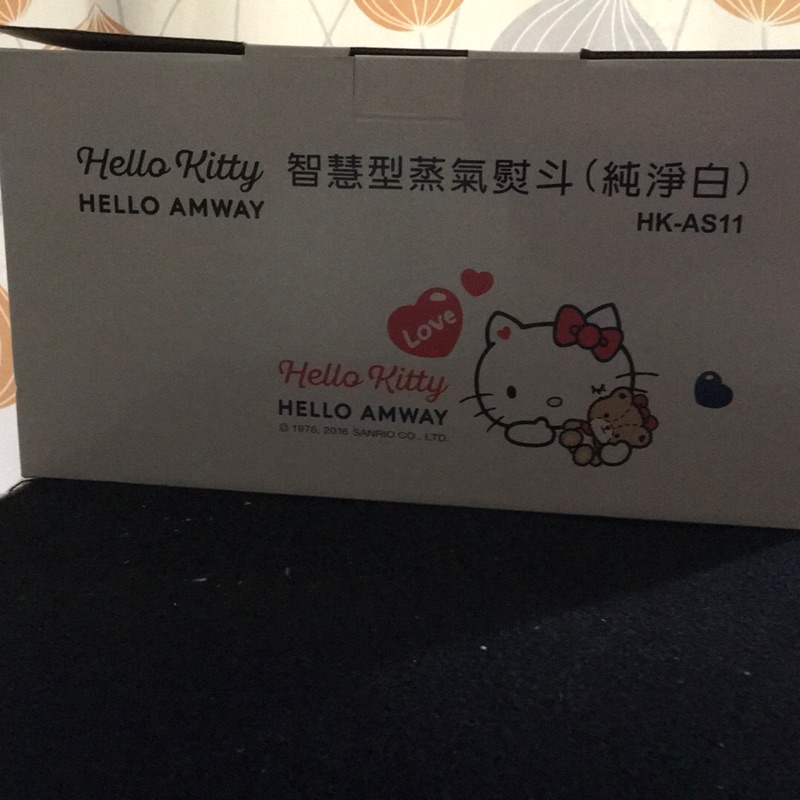 Hello Kitty 智慧型蒸氣熨斗(純淨白)
HELLO AMWAY
HK-AS11
Love
Hello Kitty
HELLO AMWAY
© 1976, 2016 SANRIO CO., LTD.